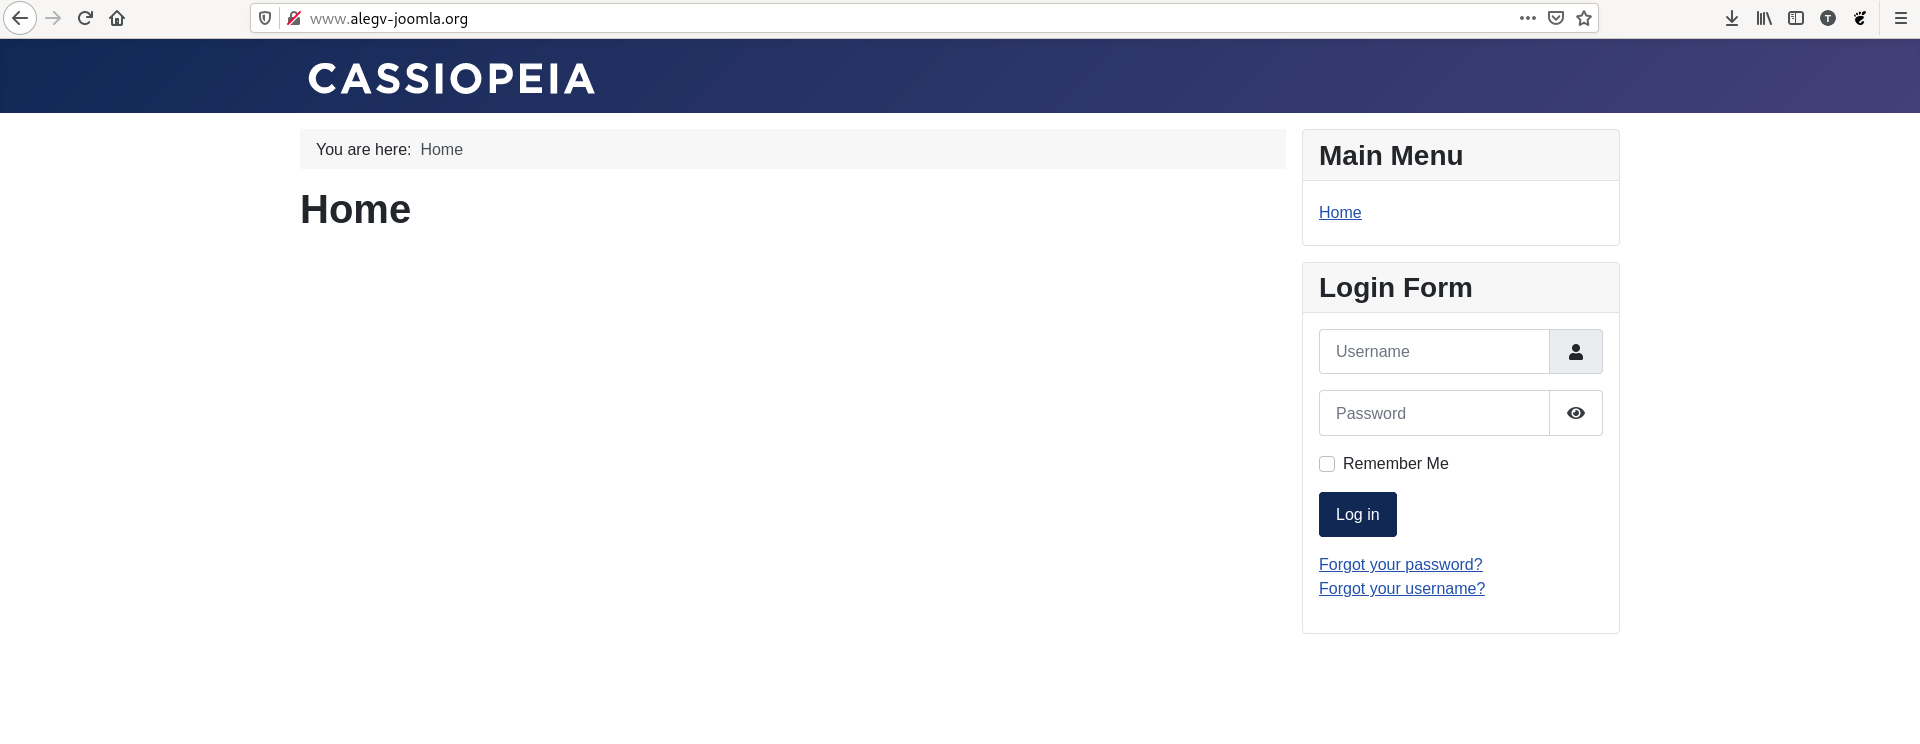 www.alegv-joomla.org
T
CASSIOPEIA
You are here: Home
Home
Main Menu
Home
Login Form
Username
Password
Remember Me
Log in
Forgot your password?
Forgot your username?